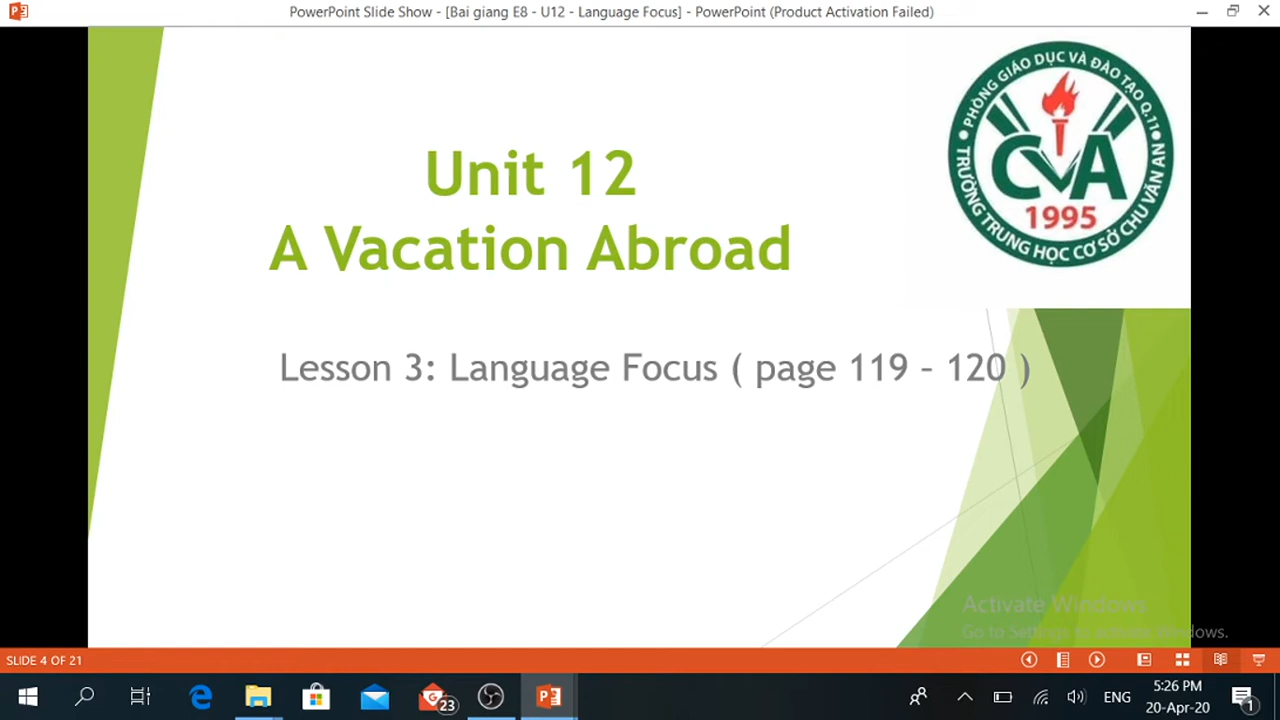 PowerPoint Slide Show - [Bai giang E8 - U12 - Language Focus] - PowerPoint (Product Activation Failed)
PHÒNG GIÁO DỤC VÀ ĐÀO TẠO Q.11
CVA
1995
TRƯỜNG TRUNG HỌC CƠ SỞ CHU VĂN AN
Unit 12
A Vacation Abroad
Lesson 3: Language Focus ( page 119 – 120 )
Activate Windows
Go to Settings to activate Windows.
SLIDE 4 OF 21
23
ENG
5:26 PM
20-Apr-20
1